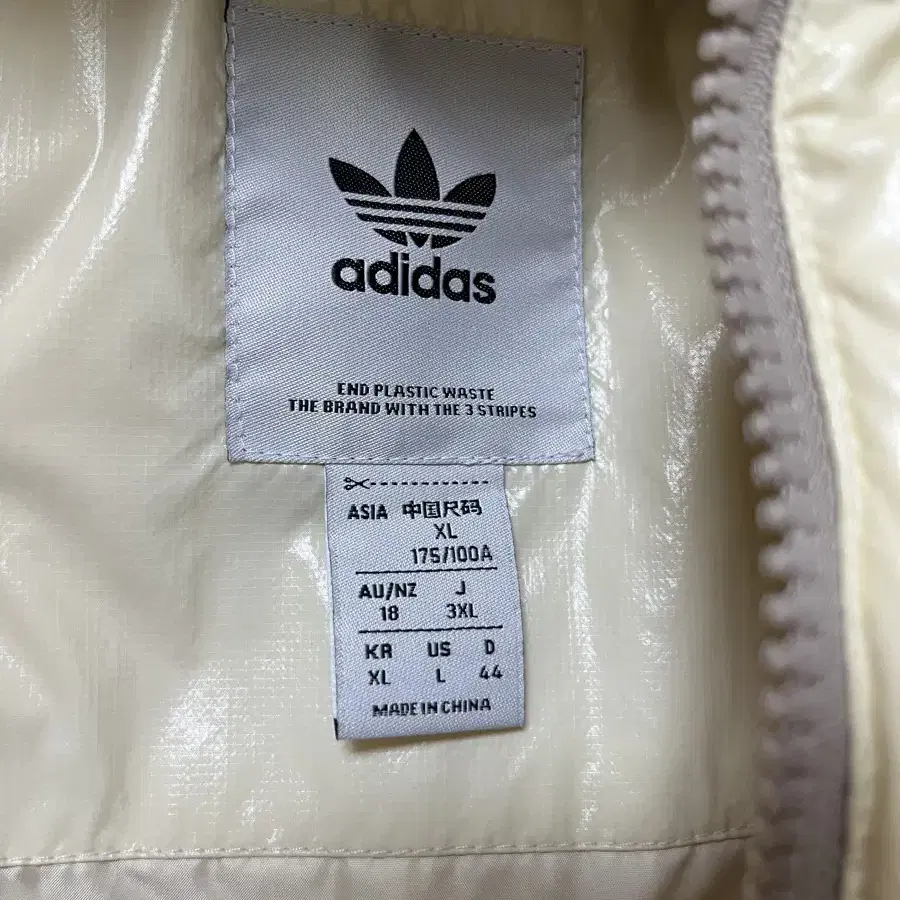 adidas
END PLASTIC WASTE
THE BRAND WITH THE 3 STRIPES
ASIA 中国尺码
XL
175/100A
AU/NZ J
18 3XL
KR US D
XL L 44
MADE IN CHINA